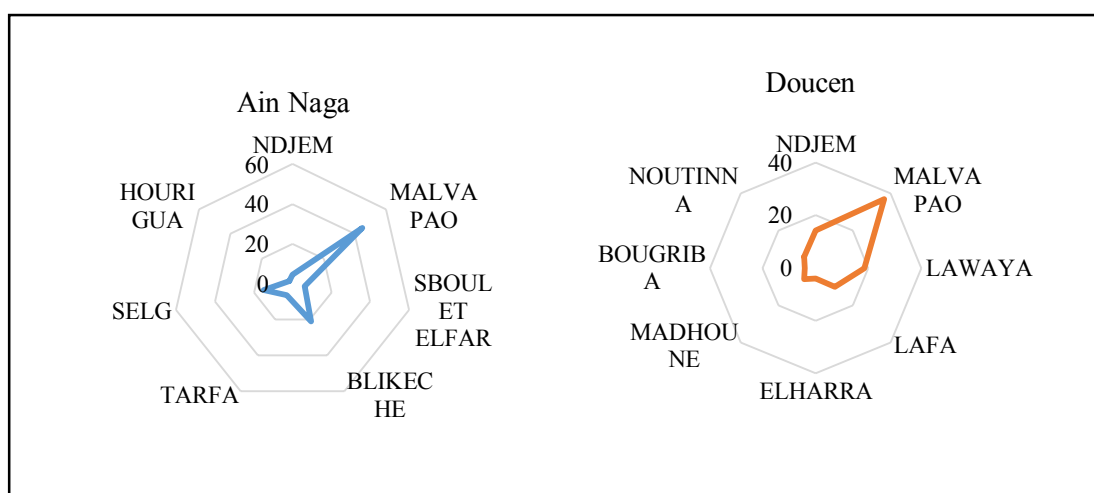 Ain Naga
NDJEM
60
40
20
0
MALVA
PAO
SBOUL
ET
ELFAR
BLIKEC
HE
TARFA
SELG
HOURI
GUA
Doucen
NDJEM
40
20
0
MALVA
PAO
LAWAYA
LAFA
ELHARRA
MADHOU
NE
BOUGRIB
A
NOUTINN
A